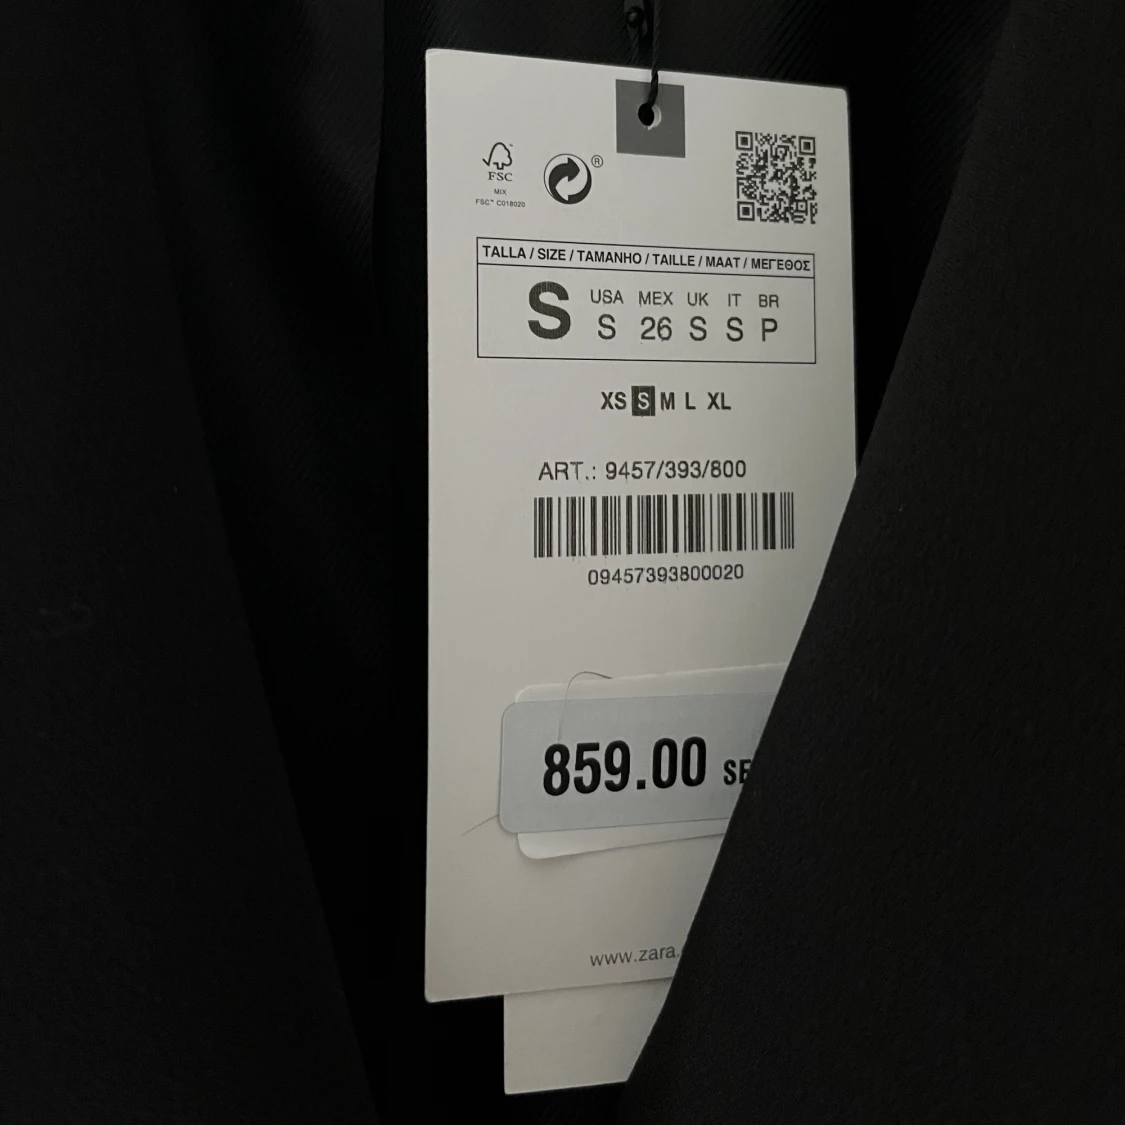 FSC
MIX
FSC™ C018020
®
TALLA / SIZE / TAMANHO / TAILLE / MAAT / ΜΕΓΕΘΟΣ
S
USA MEX UK IT BR
S 26 S S P
XS S M L XL
ART.: 9457/393/800
09457393800020
859.00 SE
www.zara.